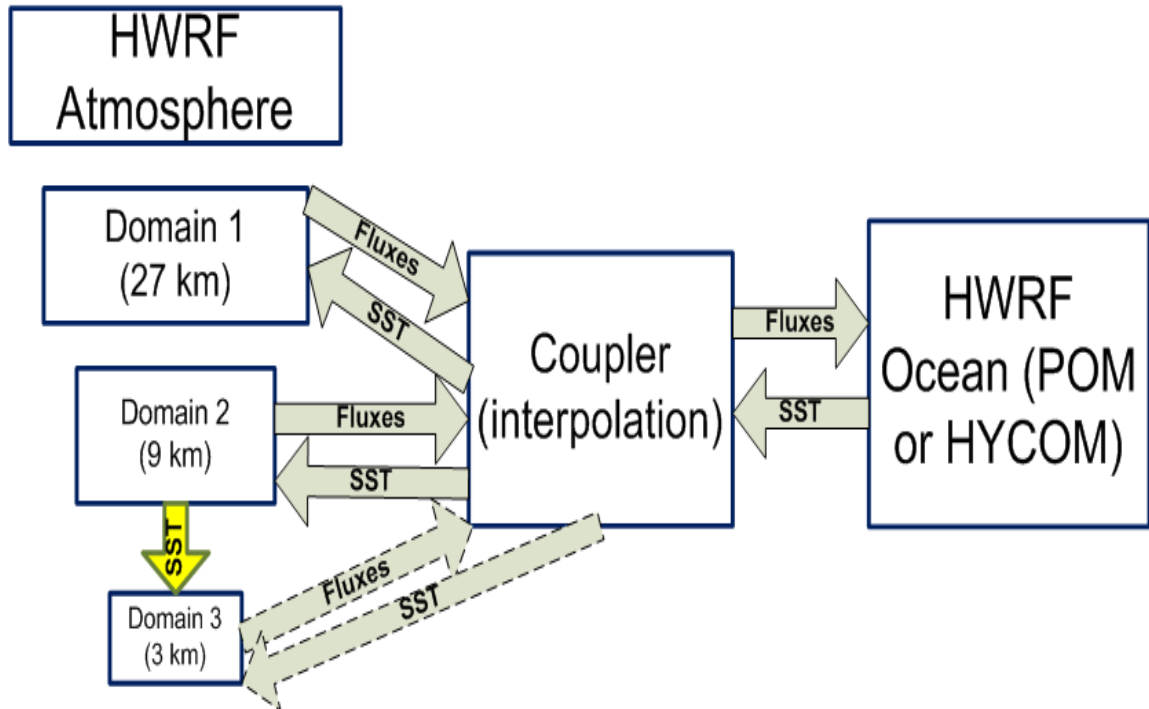 HWRF
Atmosphere
Domain 1
(27 km)
Fluxes
SST
Domain 2
(9 km)
Fluxes
SST
SST
Domain 3
(3 km)
Fluxes
SST
Coupler
(interpolation)
Fluxes
SST
HWRF
Ocean (POM
or HYCOM)